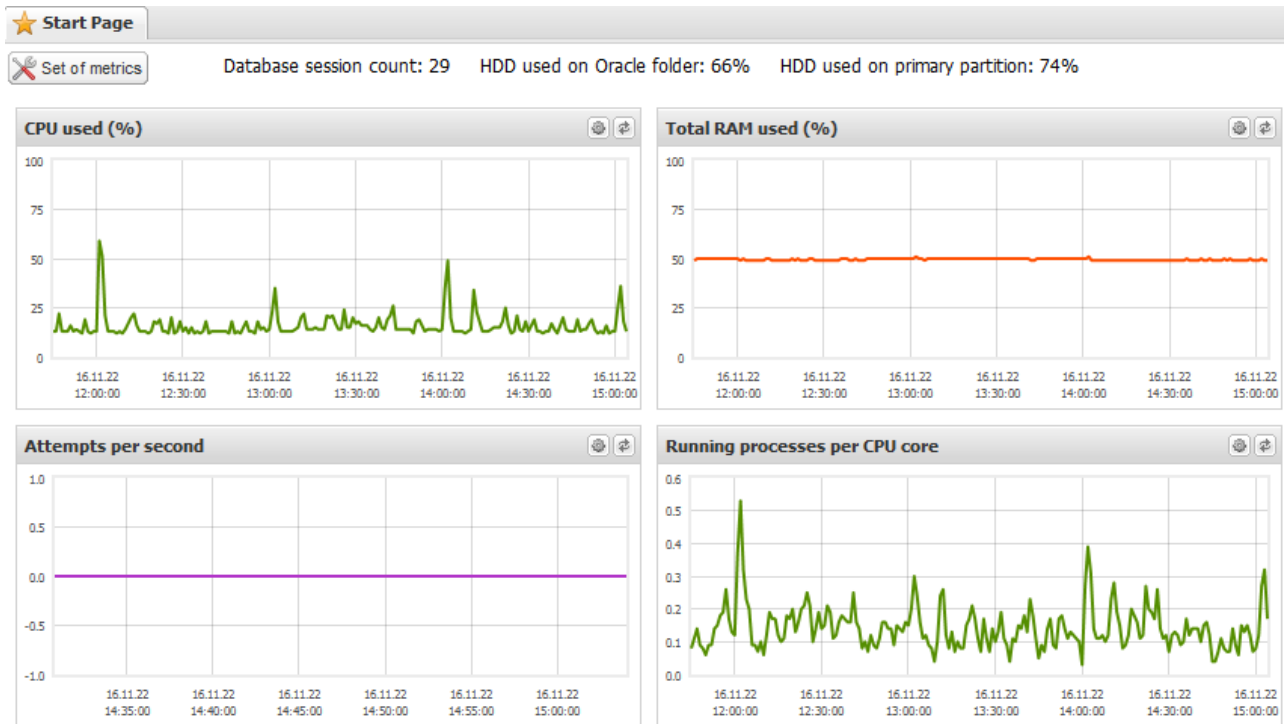 Start Page
Set of metrics Database session count: 29 HDD used on Oracle folder: 66% HDD used on primary partition: 74%
CPU used (%)
100
75
50
25
0
16.11.22 16.11.22 16.11.22 16.11.22 16.11.22 16.11.22 16.11.22
12:00:00 12:30:00 13:00:00 13:30:00 14:00:00 14:30:00 15:00:00
Total RAM used (%)
100
75
50
25
0
16.11.22 16.11.22 16.11.22 16.11.22 16.11.22 16.11.22 16.11.22
12:00:00 12:30:00 13:00:00 13:30:00 14:00:00 14:30:00 15:00:00
Attempts per second
1.0
0.5
0.0
-0.5
-1.0
16.11.22 16.11.22 16.11.22 16.11.22 16.11.22 16.11.22
14:35:00 14:40:00 14:45:00 14:50:00 14:55:00 15:00:00
Running processes per CPU core
0.6
0.5
0.4
0.3
0.2
0.1
0.0
16.11.22 16.11.22 16.11.22 16.11.22 16.11.22 16.11.22 16.11.22
12:00:00 12:30:00 13:00:00 13:30:00 14:00:00 14:30:00 15:00:00